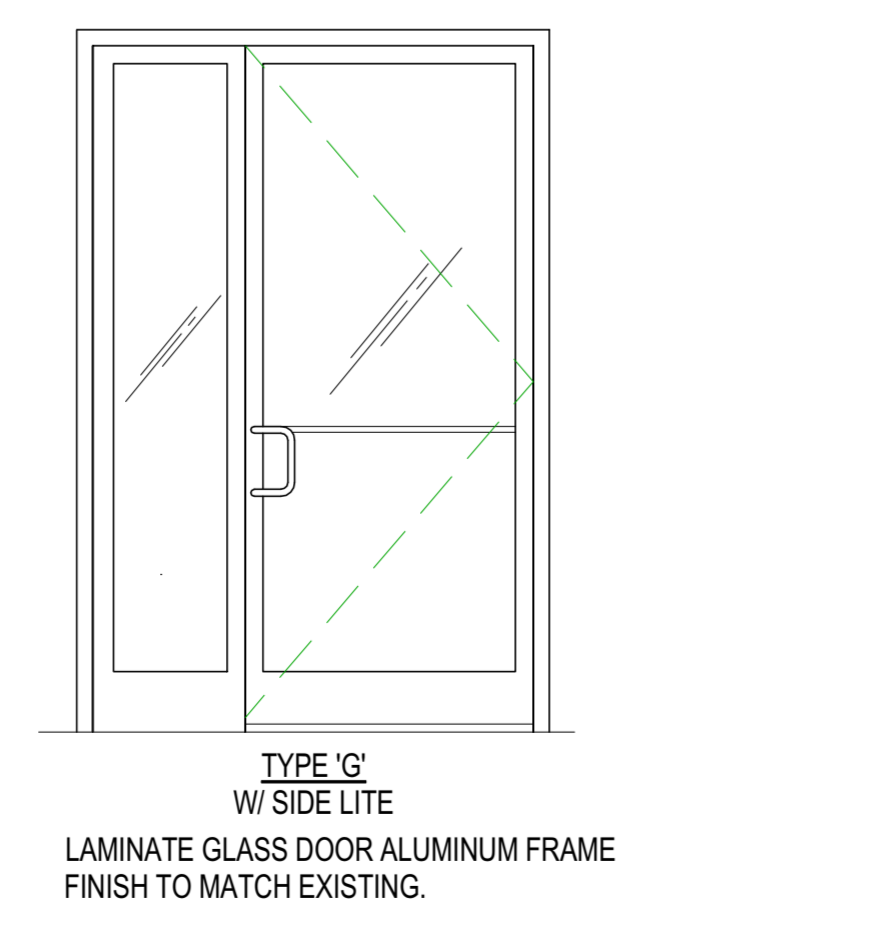 TYPE 'G'
W/ SIDE LITE
LAMINATE GLASS DOOR ALUMINUM FRAME
FINISH TO MATCH EXISTING.